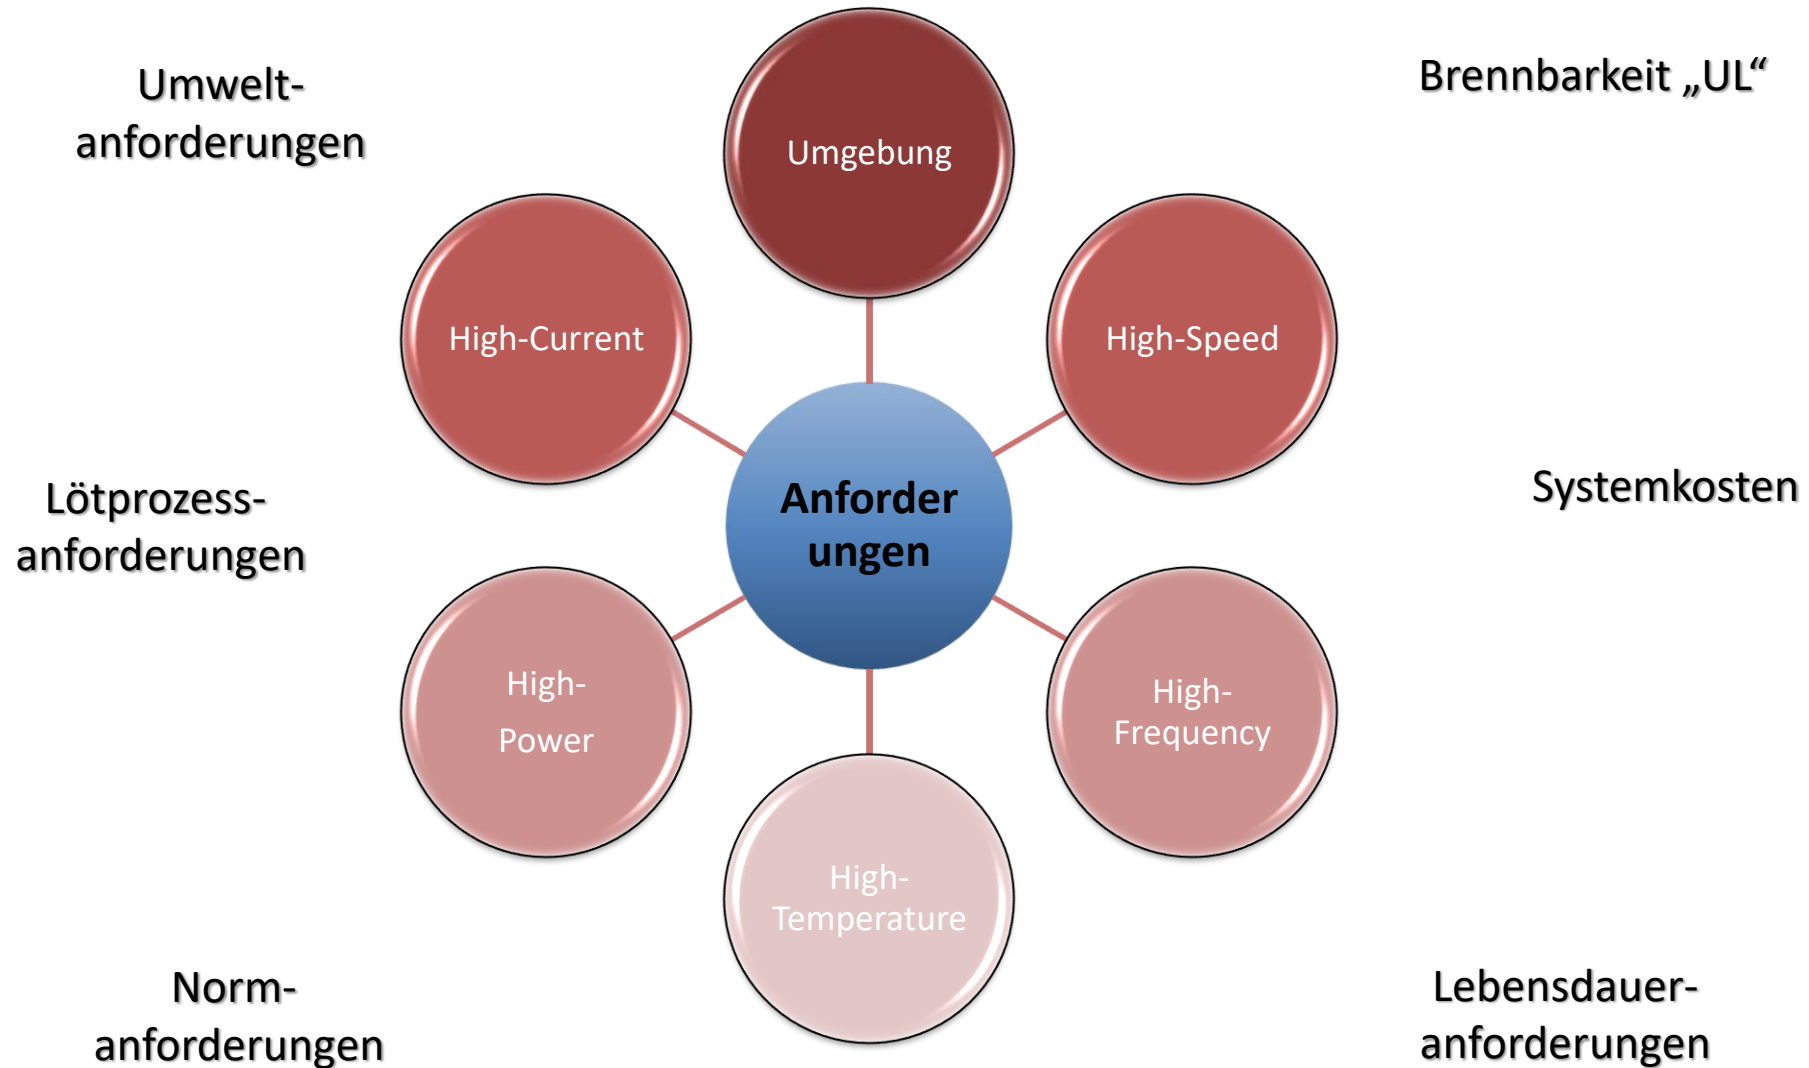 Umwelt-
anforderungen
Brennbarkeit „UL“
Umgebung
High-Current
High-Speed
Anforder
ungen
Lötprozess-
anforderungen
Systemkosten
High-
Power
High-
Frequency
High-
Temperature
Norm-
anforderungen
Lebensdauer-
anforderungen